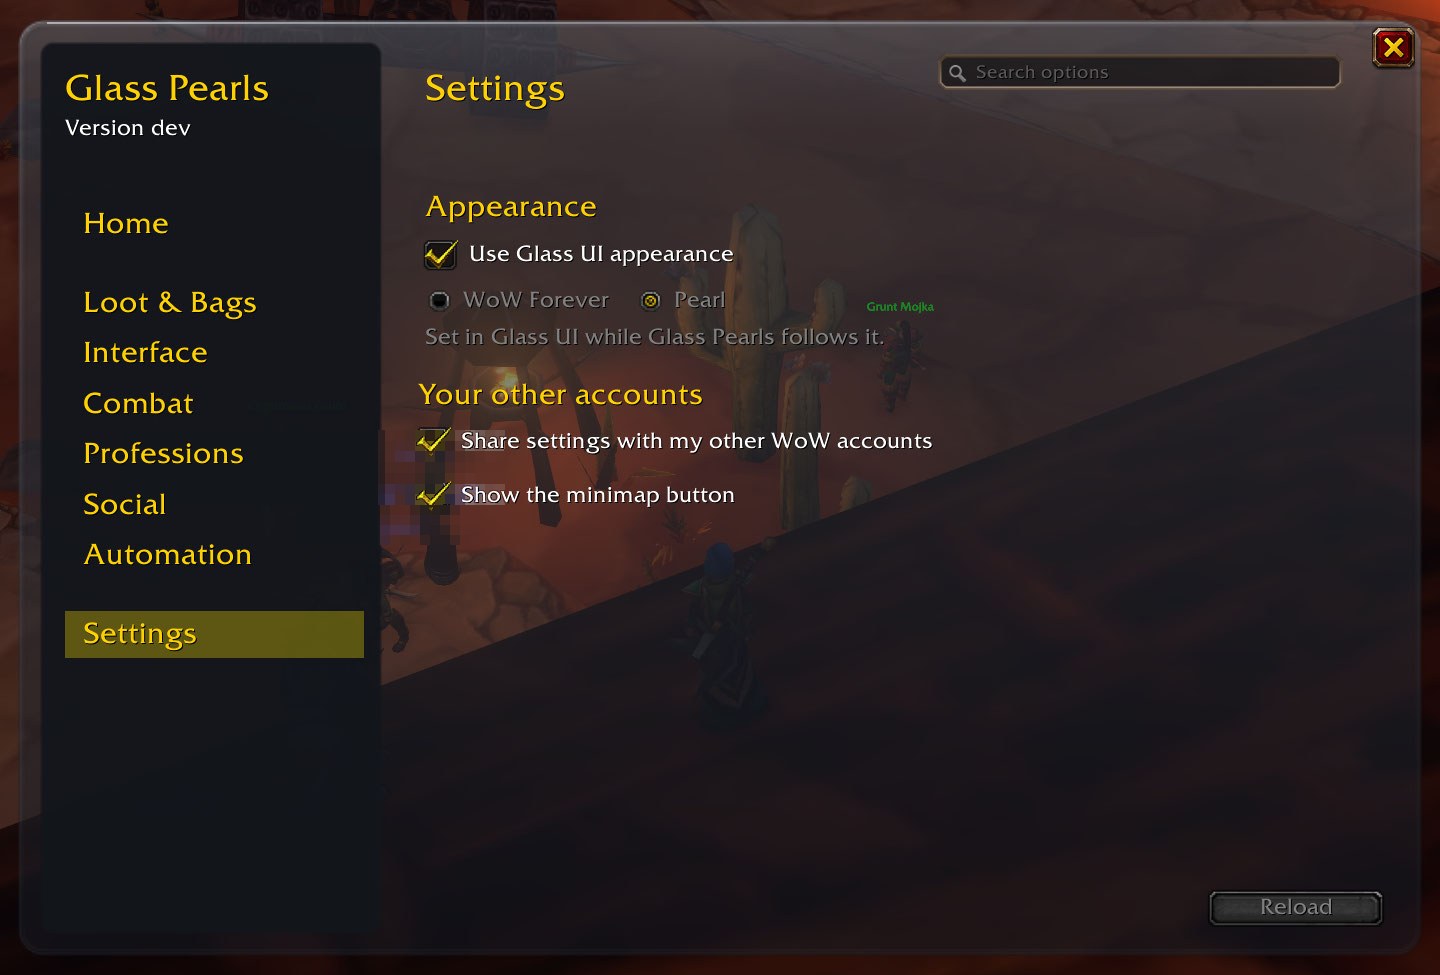 Glass Pearls
Version dev
Home
Loot & Bags
Interface
Combat
Professions
Social
Automation
Settings
Settings
Search options
Appearance
Use Glass UI appearance
WoW Forever
Pearl
Set in Glass UI while Glass Pearls follows it.
Grunt Mojka
Your other accounts
Share settings with my other WoW accounts
Show the minimap button
Reload